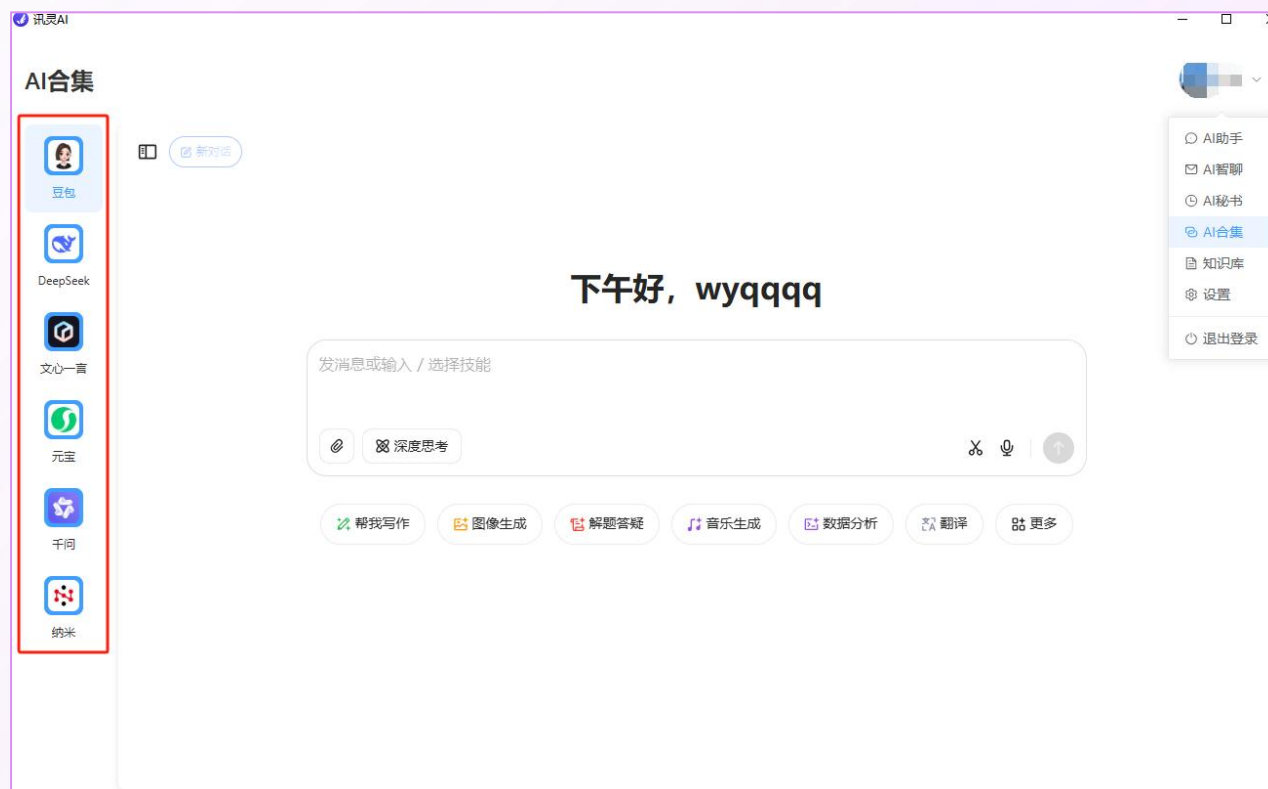 讯灵AI
AI合集
豆包
DeepSeek
文心一言
元宝
千问
纳米
新对话
下午好，wyqqqq
发消息或输入 / 选择技能
深度思考
帮我写作
图像生成
解题答疑
音乐生成
数据分析
翻译
更多
AI助手
AI智聊
AI秘书
AI合集
知识库
设置
退出登录